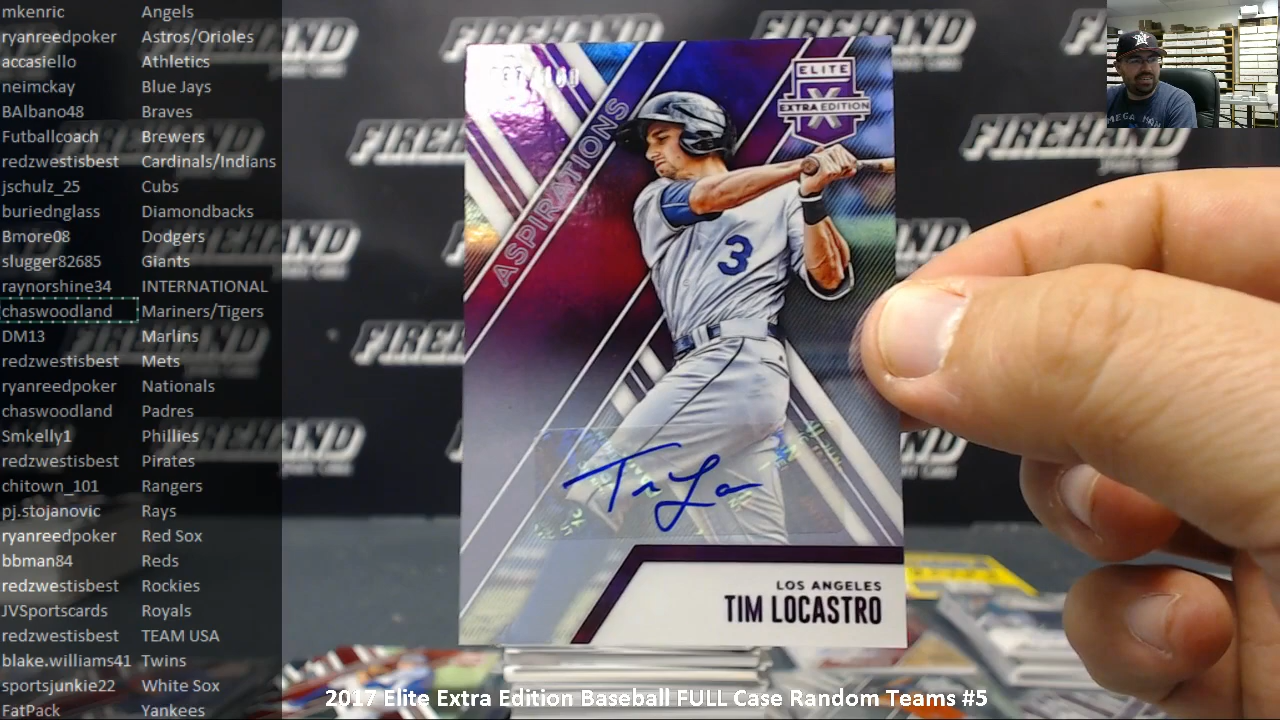 mkenric Angels
ryanreedpoker Astros/Orioles
accasiello Athletics
neimckay Blue Jays
BAlbano48 Braves
Futballcoach Brewers
redzwestisbest Cardinals/Indians
jschulz_25 Cubs
buriednglass Diamondbacks
Bmore08 Dodgers
slugger82685 Giants
raynorshine34 INTERNATIONAL
chaswoodland Mariners/Tigers
DM13 Marlins
redzwestisbest Mets
ryanreedpoker Nationals
chaswoodland Padres
Smkelly1 Phillies
redzwestisbest Pirates
chitown_101 Rangers
pj.stojanovic Rays
ryanreedpoker Red Sox
bbman84 Reds
redzwestisbest Rockies
JVSportscards Royals
redzwestisbest TEAM USA
blake.williams41 Twins
sportsjunkie22 White Sox
FatPack Yankees
FIREHAND
ELITE
X
EXTRA EDITION
ASPIRATIONS
3
LOS ANGELES
TIM LOCASTRO
MEGA MAN
2017 Elite Extra Edition Baseball FULL Case Random Teams #5